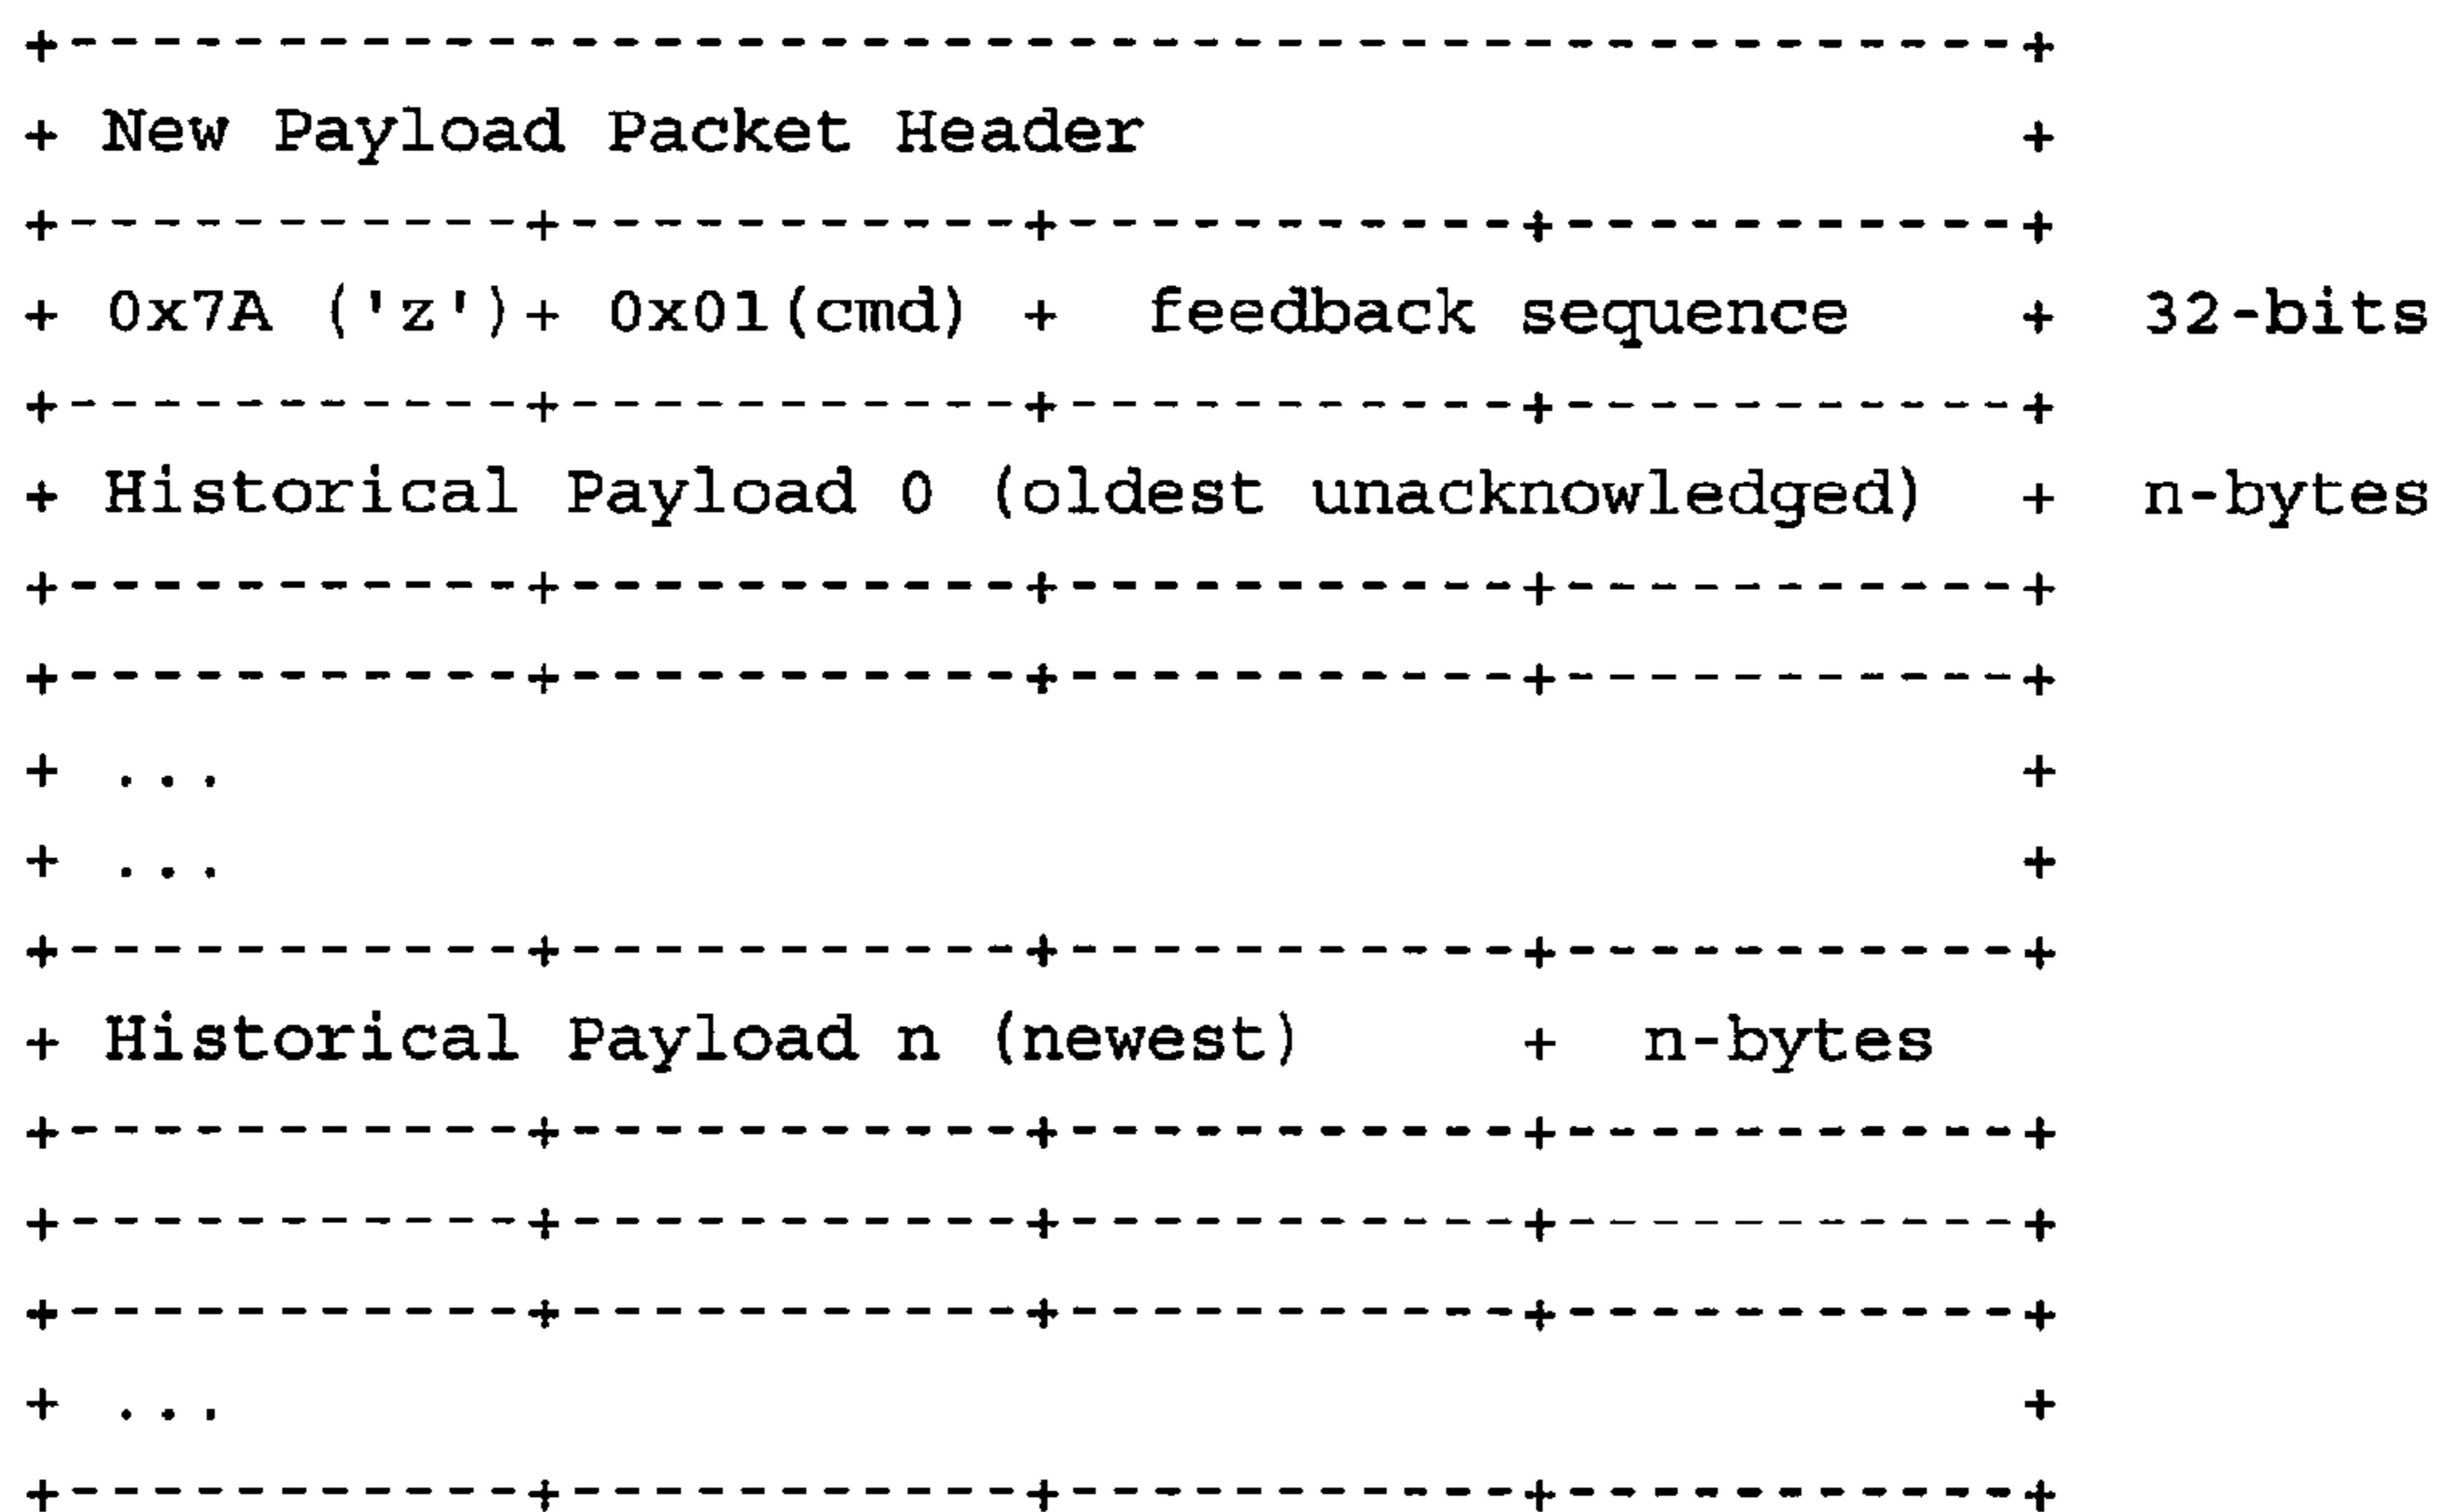 +-----------------------------------------------+
+ New Payload Packet Header                     +
+-----------+-----------+-----------+-----------+
+ 0x7A ('z')+ 0x01(cmd) +  feedback sequence    +  32-bits
+-----------+-----------+-----------+-----------+
+ Historical Payload 0 (oldest unacknowledged)  +  n-bytes
+-----------+-----------+-----------+-----------+
+-----------+-----------+-----------+-----------+
+ ...                                           +
+ ...                                           +
+-----------+-----------+-----------+-----------+
+ Historical Payload n (newest)     +  n-bytes
+-----------+-----------+-----------+-----------+
+-----------+-----------+-----------+-----------+
+-----------+-----------+-----------+-----------+
+ ...                                           +
+-----------+-----------+-----------+-----------+